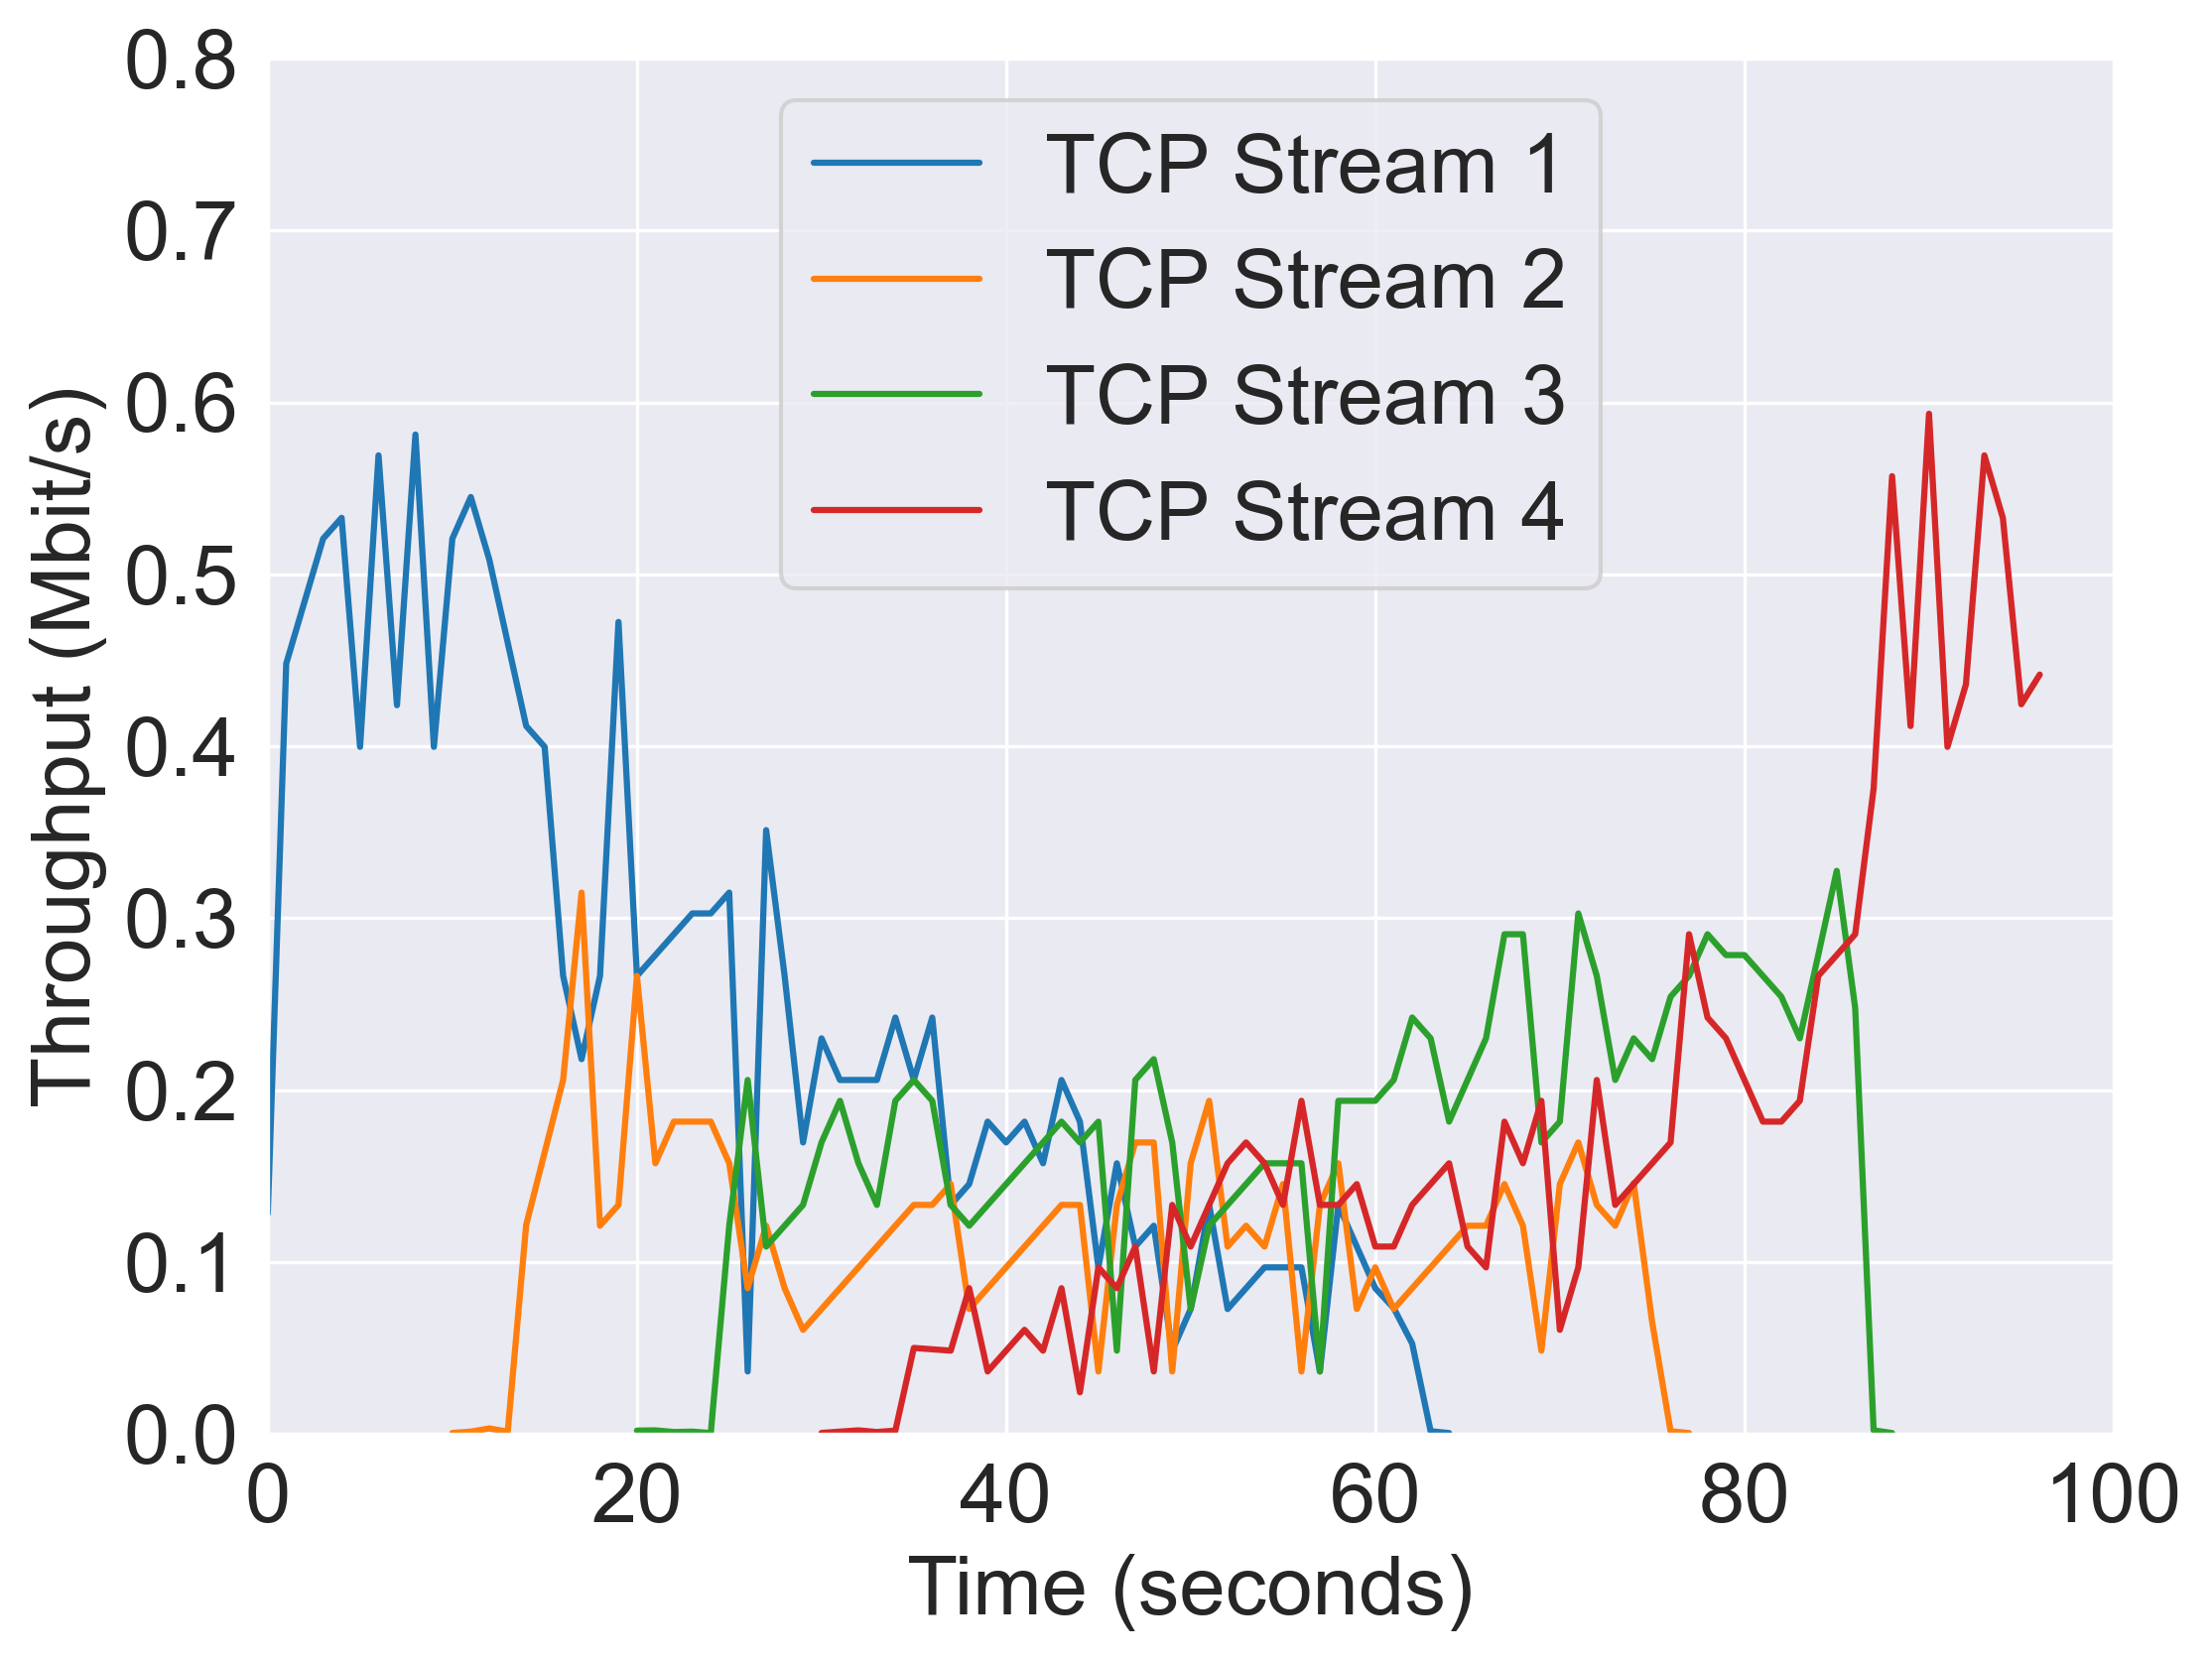 0.8
0.7
0.6
0.5
0.4
0.3
0.2
0.1
0.0
Throughput (Mbit/s)
TCP Stream 1
TCP Stream 2
TCP Stream 3
TCP Stream 4
0 20 40 60 80 100
Time (seconds)